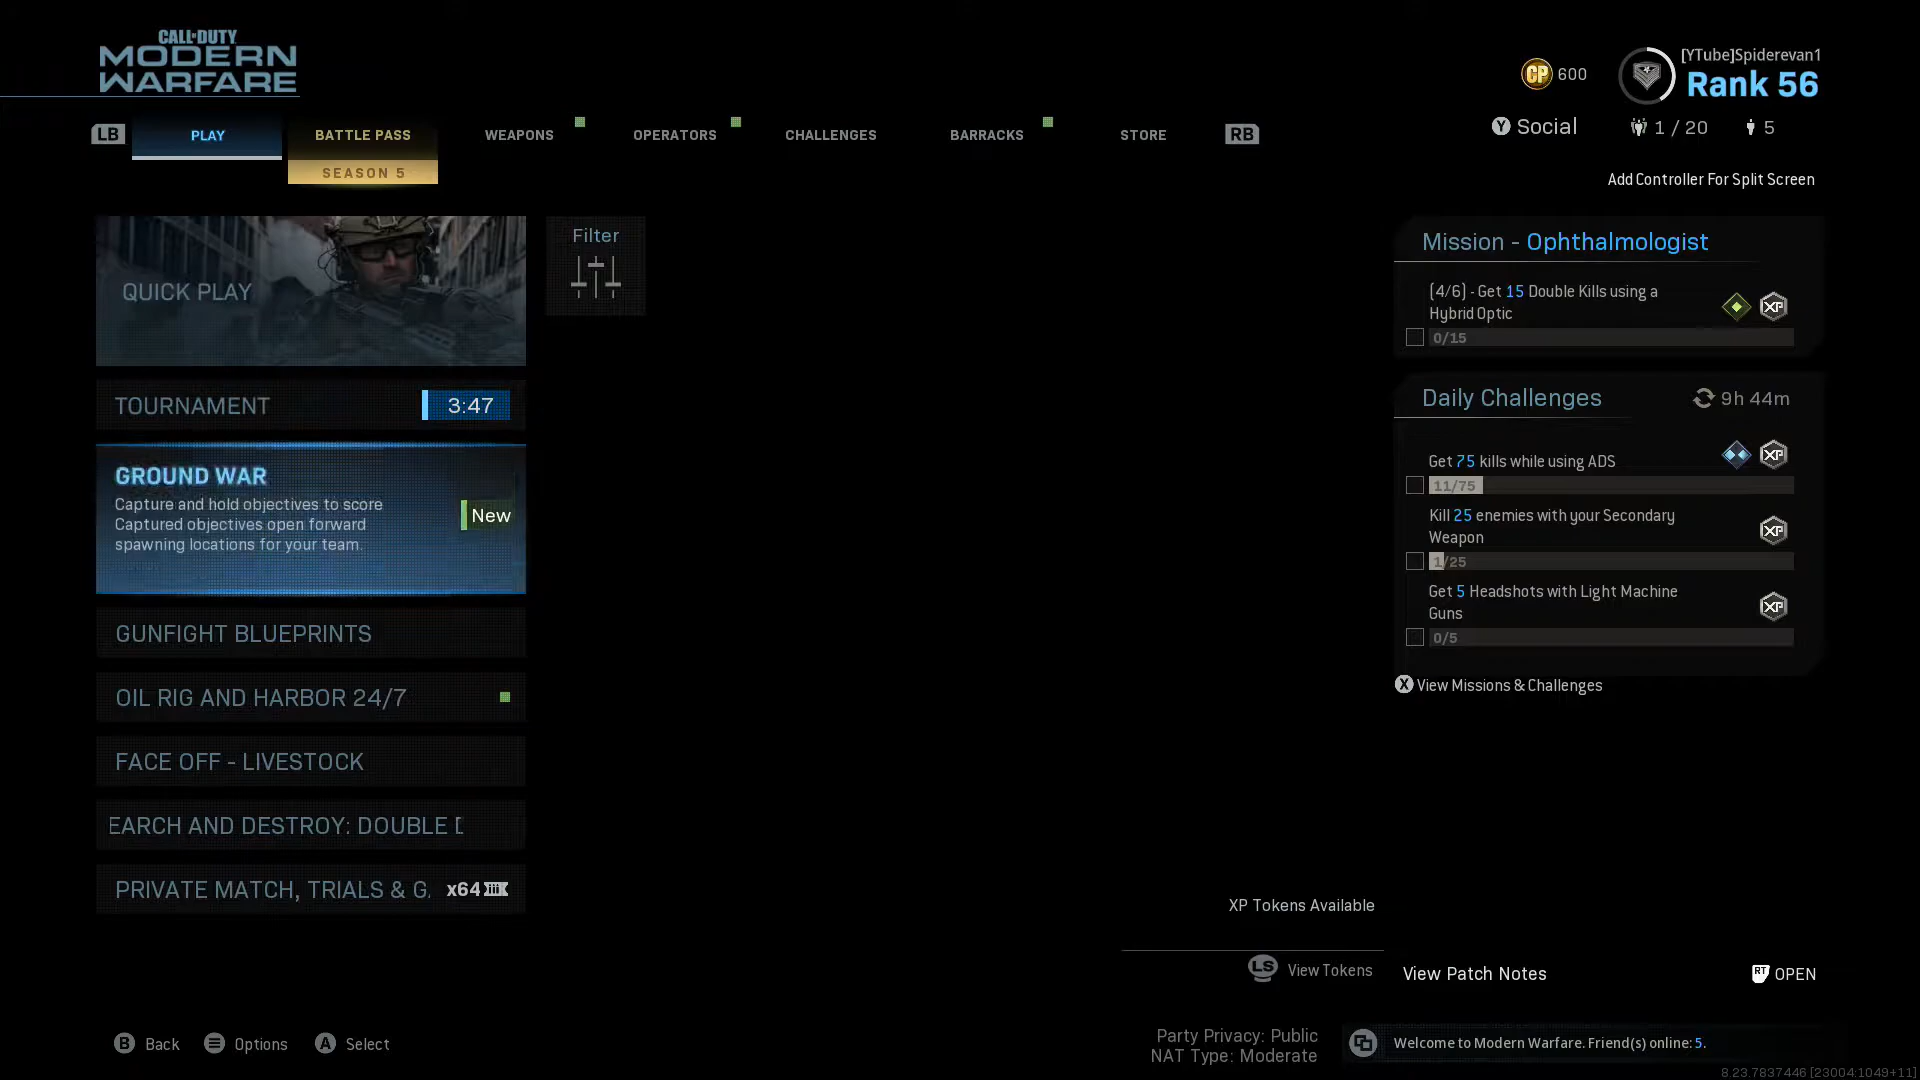 CALL OF DUTY
MODERN
WARFARE
CP 600
[YTube]Spiderevan1
Rank 56
LB
PLAY
BATTLE PASS
SEASON 5
WEAPONS
OPERATORS
CHALLENGES
BARRACKS
STORE
RB
Y Social
1 / 20
5
Add Controller For Split Screen
QUICK PLAY
Filter
TOURNAMENT
3:47
GROUND WAR
Capture and hold objectives to score
Captured objectives open forward
spawning locations for your team.
New
GUNFIGHT BLUEPRINTS
OIL RIG AND HARBOR 24/7
FACE OFF - LIVESTOCK
EARCH AND DESTROY: DOUBLE
PRIVATE MATCH, TRIALS & G.
x64
Mission - Ophthalmologist
(4/6) - Get 15 Double Kills using a
Hybrid Optic
XP
0/15
Daily Challenges
9h 44m
Get 75 kills while using ADS
XP
11/75
Kill 25 enemies with your Secondary
Weapon
XP
1/25
Get 5 Headshots with Light Machine
Guns
XP
0/5
X View Missions & Challenges
XP Tokens Available
LS View Tokens
View Patch Notes
RT OPEN
B Back
Options
A Select
Party Privacy: Public
NAT Type: Moderate
Welcome to Modern Warfare. Friend(s) online: 5.
8.23.7837446 [23004:1049+11]